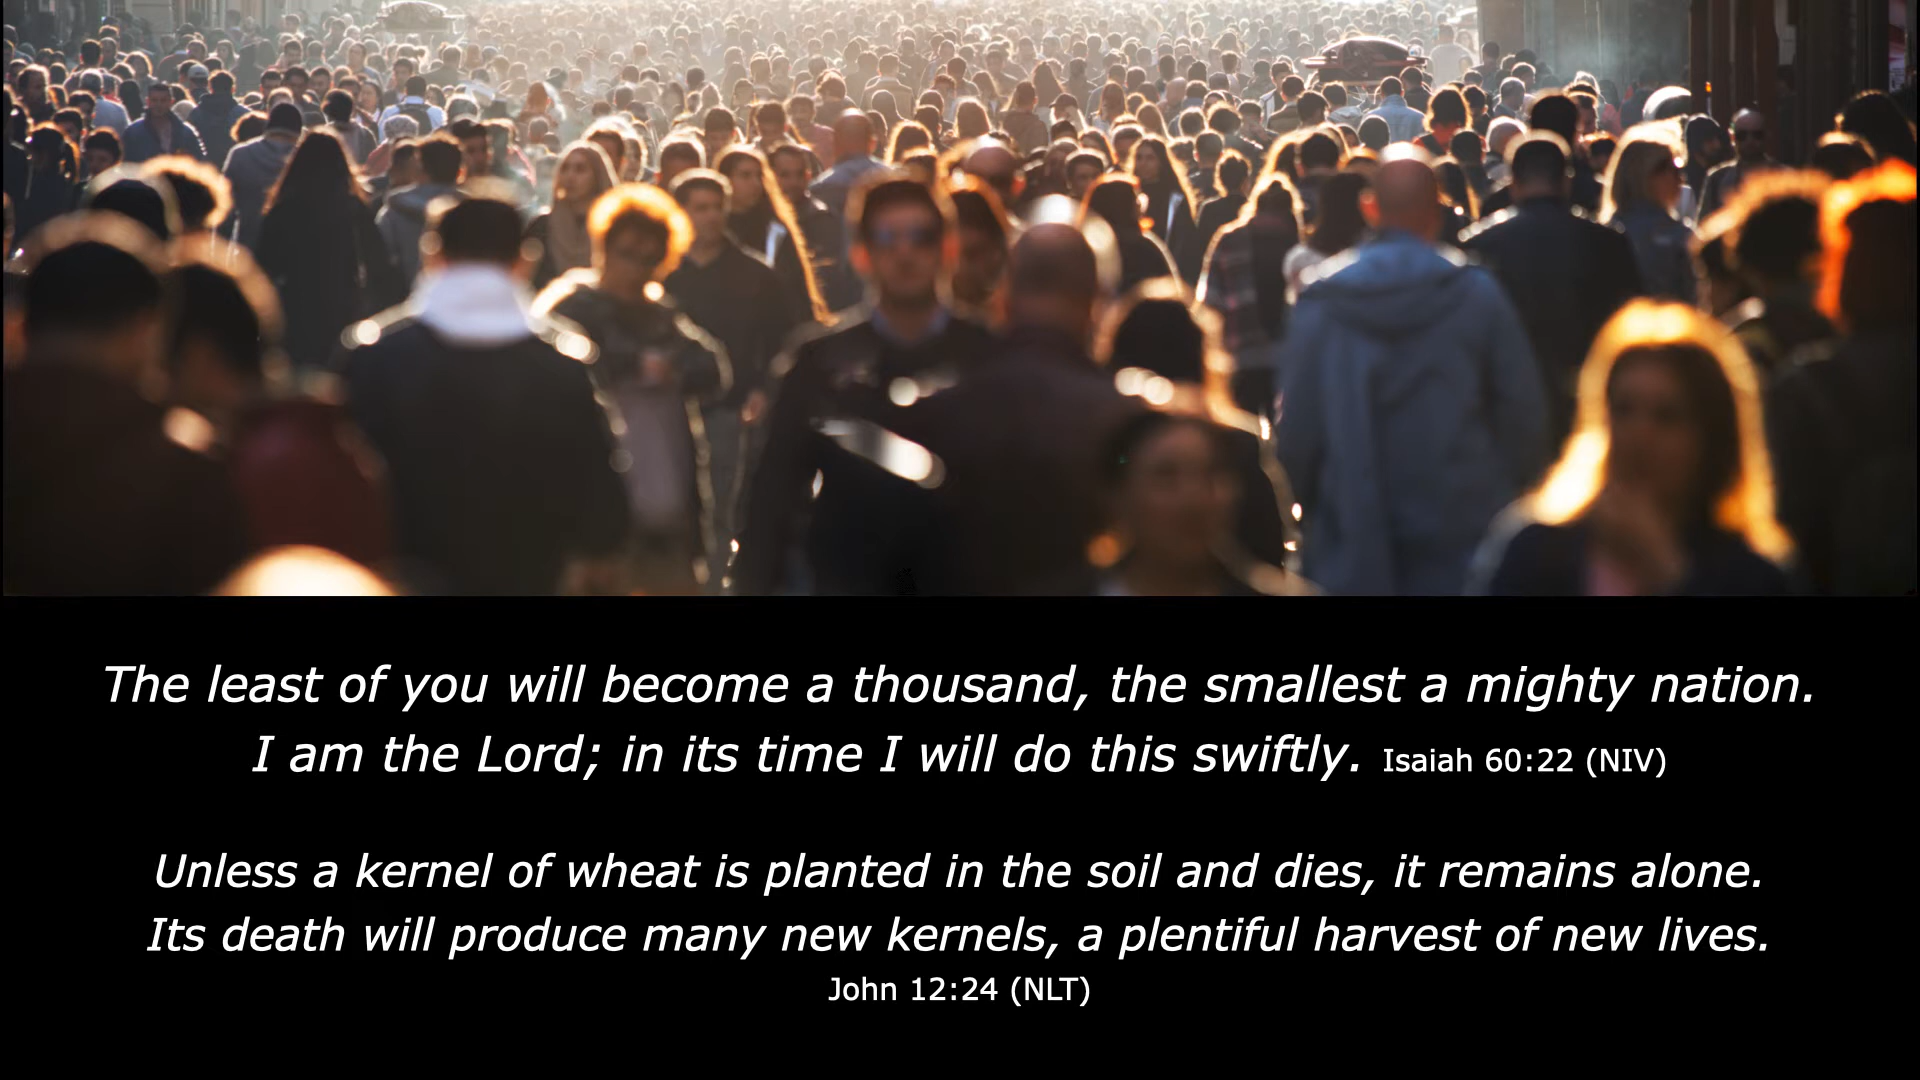 The least of you will become a thousand, the smallest a mighty nation.
I am the Lord; in its time I will do this swiftly. Isaiah 60:22 (NIV)
Unless a kernel of wheat is planted in the soil and dies, it remains alone.
Its death will produce many new kernels, a plentiful harvest of new lives.
John 12:24 (NLT)